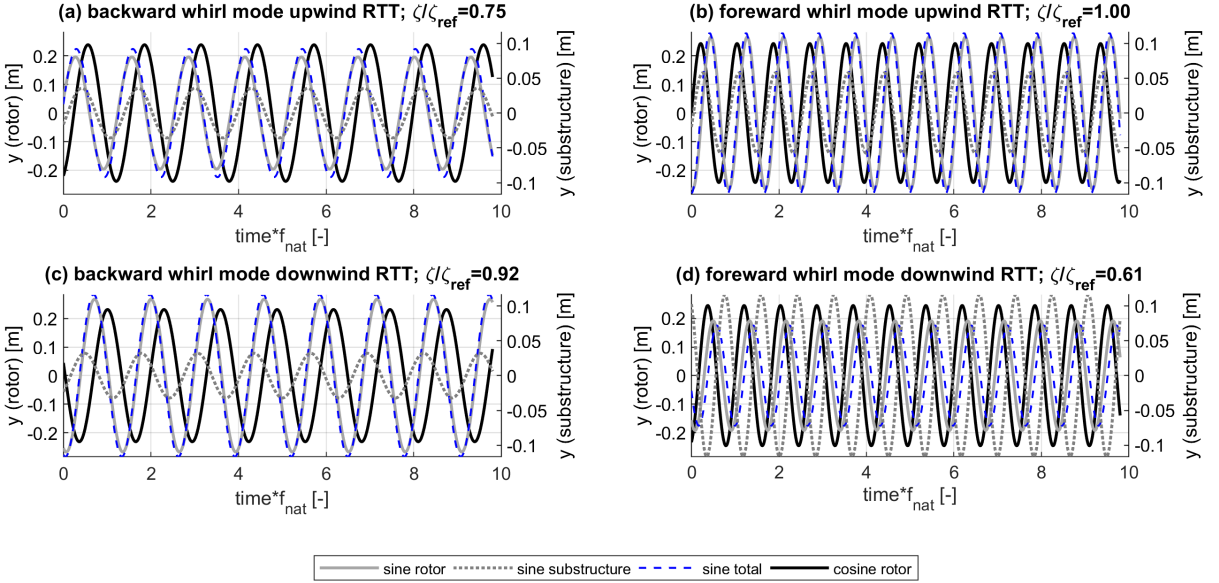 (a) backward whirl mode upwind RTT; ζ/ζref=0.75
y (rotor) [m]
0.2
0.1
0
-0.1
-0.2
0.1
0.05
0
-0.05
-0.1
y (substructure) [m]
0 2 4 6 8 10
time*fnat [-]
(b) foreward whirl mode upwind RTT; ζ/ζref=1.00
y (rotor) [m]
0.2
0.1
0
-0.1
-0.2
0.1
0.05
0
-0.05
-0.1
y (substructure) [m]
0 2 4 6 8 10
time*fnat [-]
(c) backward whirl mode downwind RTT; ζ/ζref=0.92
y (rotor) [m]
0.2
0.1
0
-0.1
-0.2
0.1
0.05
0
-0.05
-0.1
y (substructure) [m]
0 2 4 6 8 10
time*fnat [-]
(d) foreward whirl mode downwind RTT; ζ/ζref=0.61
y (rotor) [m]
0.2
0.1
0
-0.1
-0.2
0.1
0.05
0
-0.05
-0.1
y (substructure) [m]
0 2 4 6 8 10
time*fnat [-]
sine rotor sine substructure sine total cosine rotor